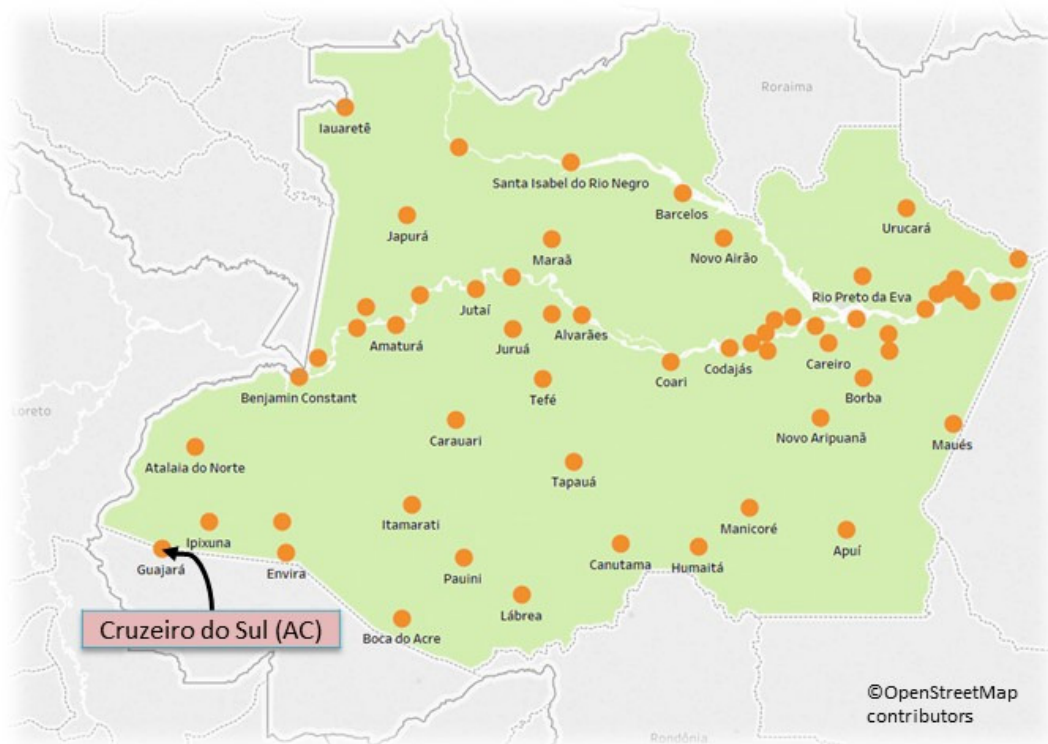 Roraima
Iauaretê
Santa Isabel do Rio Negro
Barcelos
Urucará
Japurá
Maraã
Novo Airão
Jutaí
Rio Preto da Eva
Amaturá
Juruá
Alvarães
Coari
Codajás
Careiro
Benjamin Constant
Tefé
Borba
Loreto
Carauari
Novo Aripuanã
Maués
Atalaia do Norte
Tapauá
Itamarati
Manicoré
Ipixuna
Apuí
Guajará
Envira
Pauini
Canutama
Humaitá
Lábrea
Cruzeiro do Sul (AC)
Boca do Acre
©OpenStreetMap
contributors
Rondônia